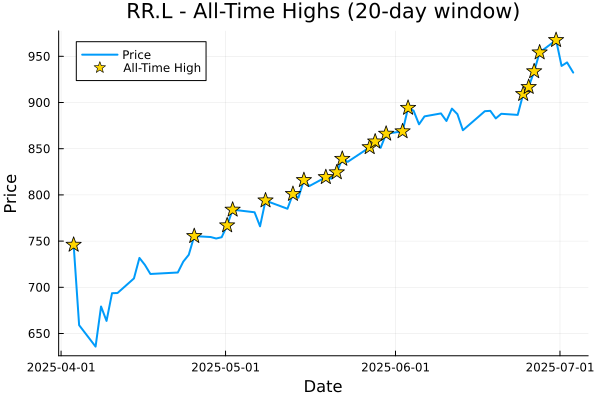 RR.L - All-Time Highs (20-day window)
Price
All-Time High
950
900
850
800
750
700
650
Price
2025-04-01
2025-05-01
2025-06-01
2025-07-01
Date